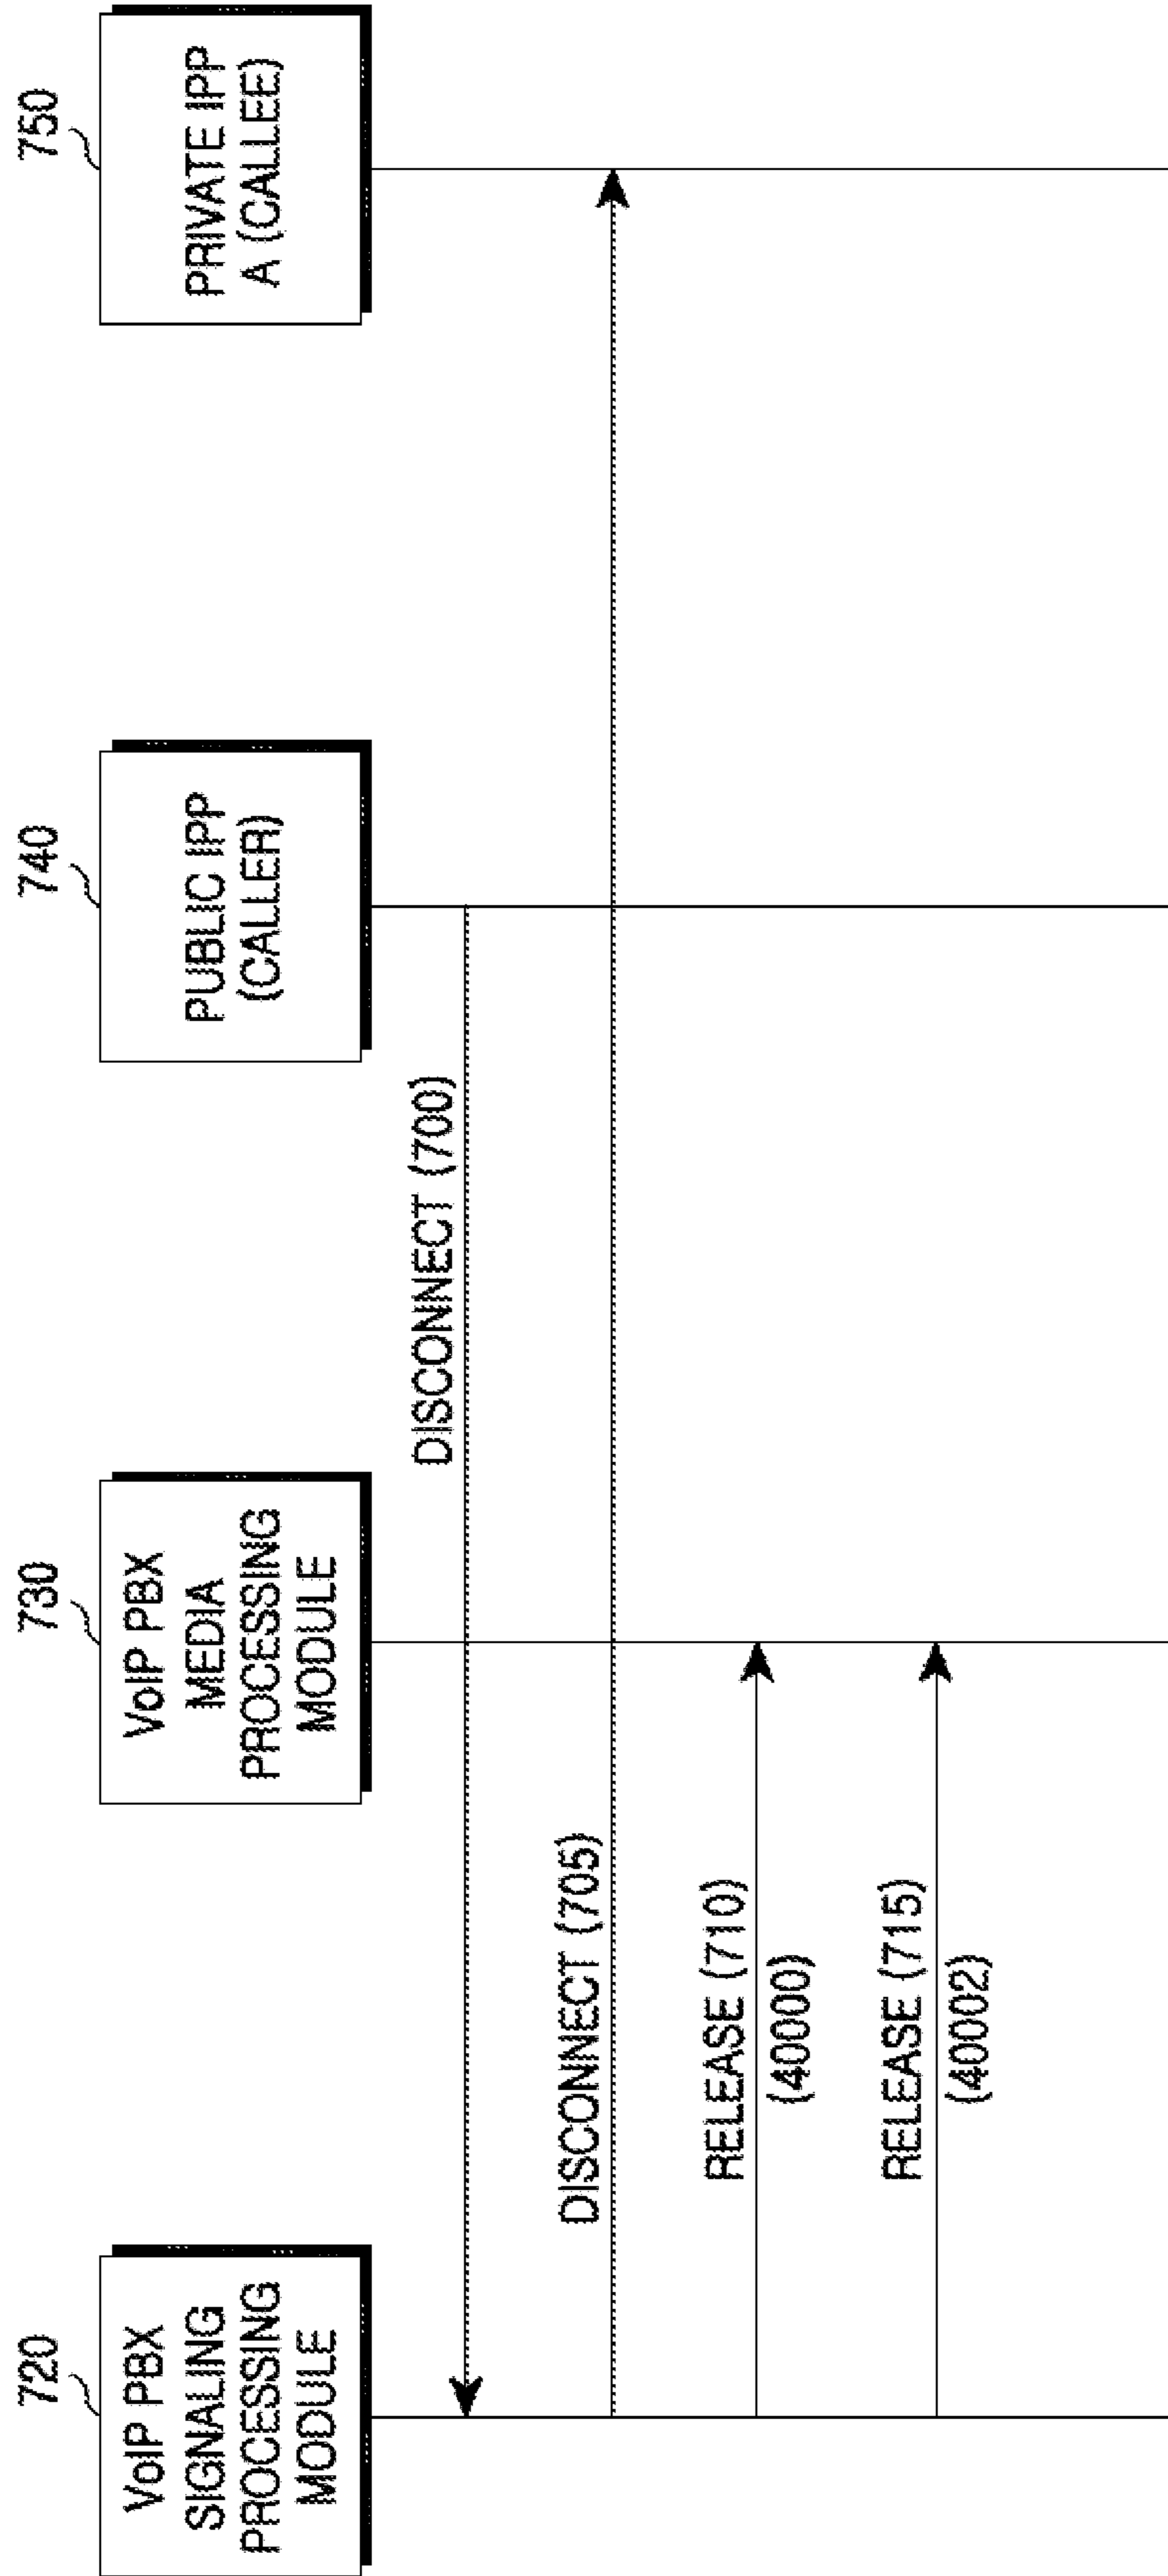 720
VoIP PBX
SIGNALING
PROCESSING
MODULE
730
VoIP PBX
MEDIA
PROCESSING
MODULE
740
PUBLIC IPP
(CALLER)
750
PRIVATE IPP
A (CALLEE)
DISCONNECT (700)
DISCONNECT (705)
RELEASE (710)
(40000)
RELEASE (715)
(40002)